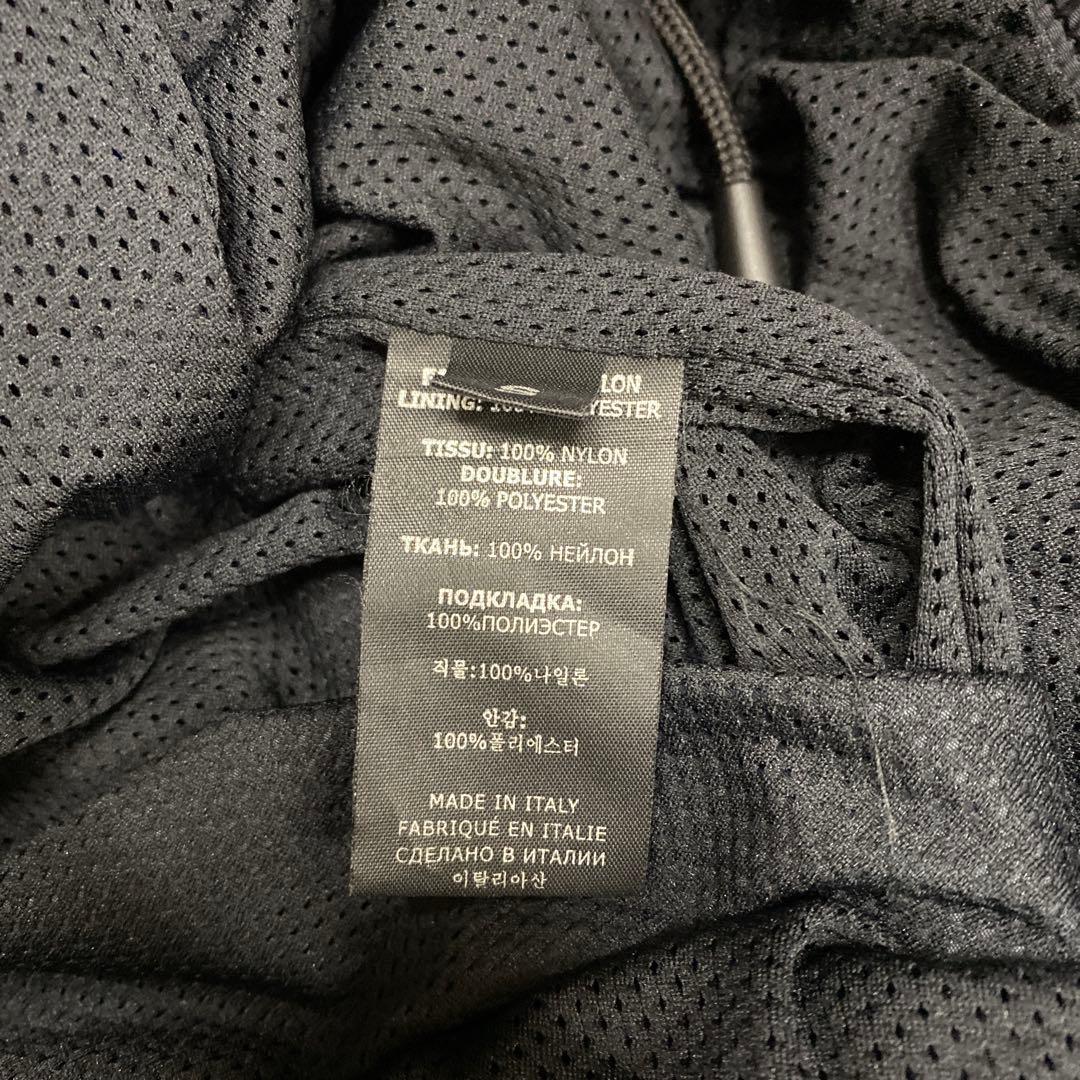 LON
LINING: 100% YESTER
TISSU: 100% NYLON
DOUBLURE:
100% POLYESTER
ТКАНЬ: 100% НЕЙЛОН
ПОДКЛАДКА:
100%ПОЛИЭСТЕР
직물:100%나일론
안감:
100%폴리에스터
MADE IN ITALY
FABRIQUÉ EN ITALIE
СДЕЛАНО В ИТАЛИИ
이탈리아산